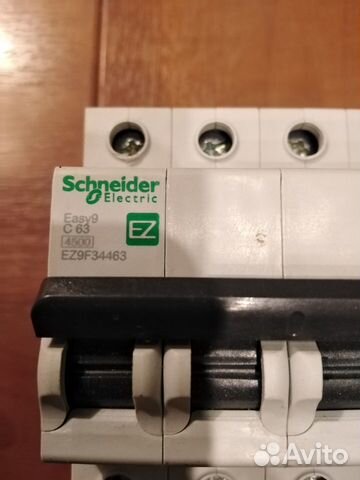 Schneider
Electric
Easy9
C 63
4500
EZ
EZ9F34463
Avito